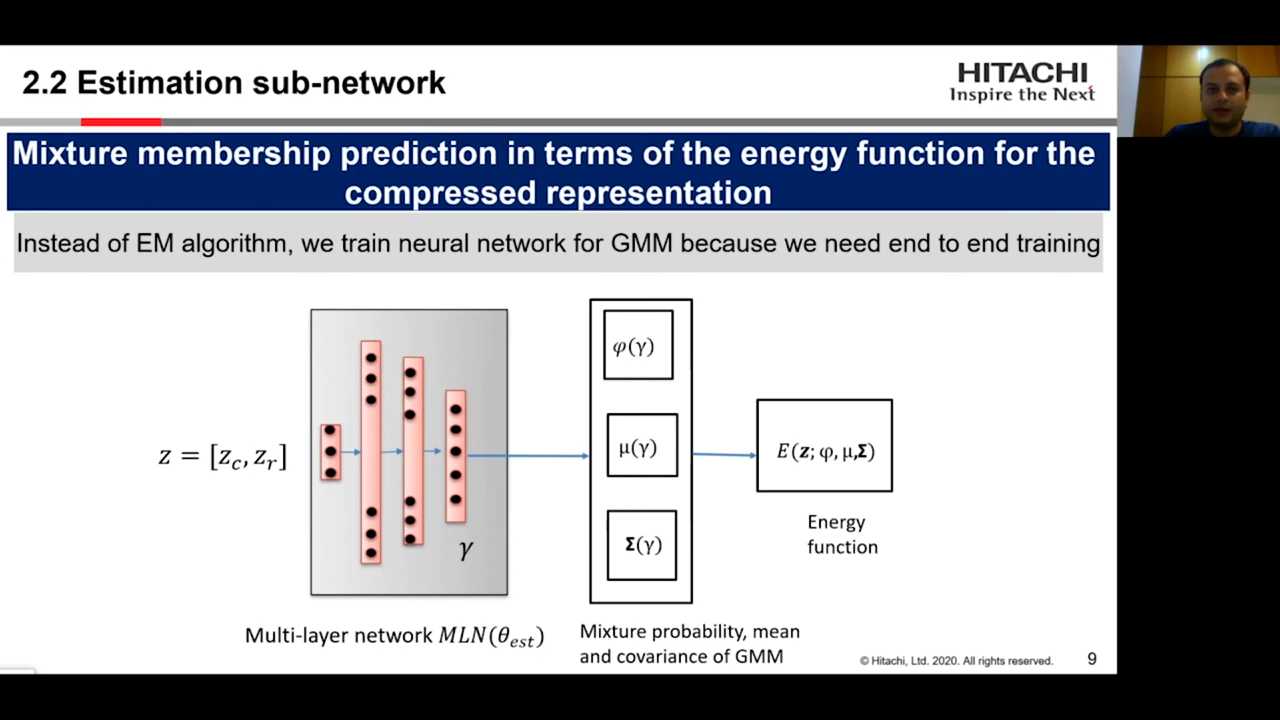 2.2 Estimation sub-network
HITACHI
Inspire the Next
Mixture membership prediction in terms of the energy function for the
compressed representation
Instead of EM algorithm, we train neural network for GMM because we need end to end training
z = [z_c, z_r]
γ
Multi-layer network MLN(θ_est)
φ(γ)
μ(γ)
Σ(γ)
Mixture probability, mean
and covariance of GMM
E(z; φ, μ,Σ)
Energy
function
© Hitachi, Ltd. 2020. All rights reserved.
9